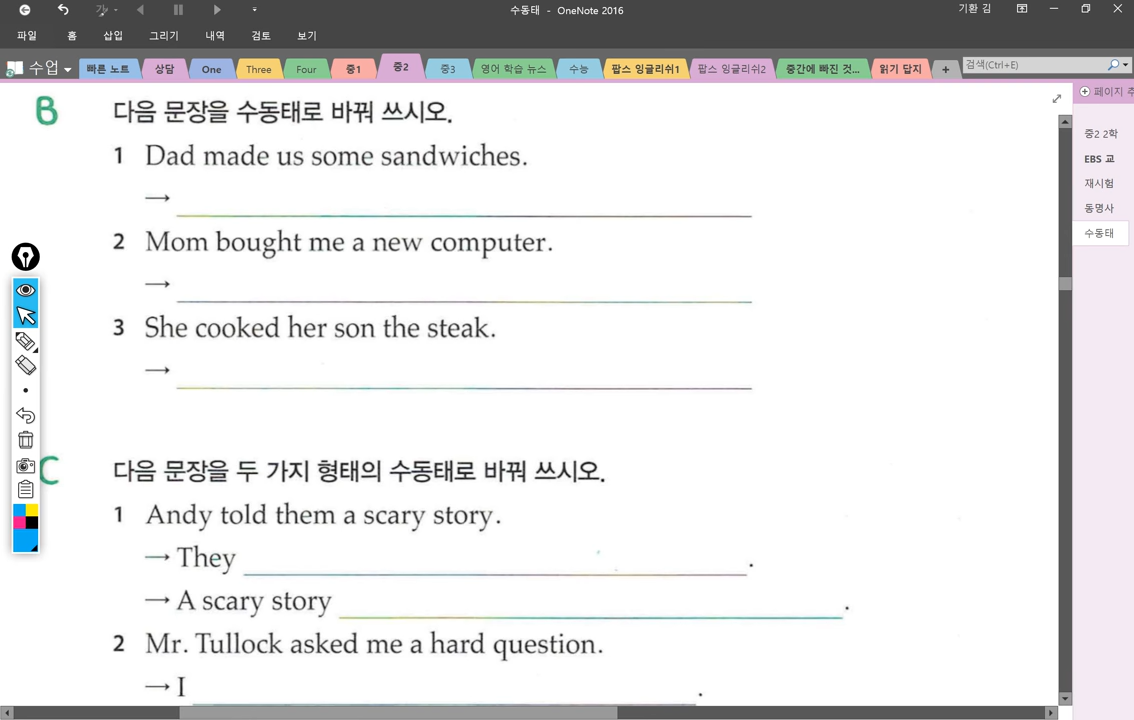 수동태 - OneNote 2016
기환 김
파일 홈 삽입 그리기 내역 검토 보기
수업 빠른 노트 상담 One Three Four 중1 중2 중3 영어 학습 뉴스 수능 팝스 잉글리쉬1 팝스 잉글리쉬2 중간에 빠진 것... 읽기 답지 + 검색(Ctrl+E)
페이지 추
중2 2학
EBS 교
재시험
동명사
수동태
B 다음 문장을 수동태로 바꿔 쓰시오.
1 Dad made us some sandwiches.
→
2 Mom bought me a new computer.
→
3 She cooked her son the steak.
→
C 다음 문장을 두 가지 형태의 수동태로 바꿔 쓰시오.
1 Andy told them a scary story.
→ They .
→ A scary story .
2 Mr. Tullock asked me a hard question.
→ I .